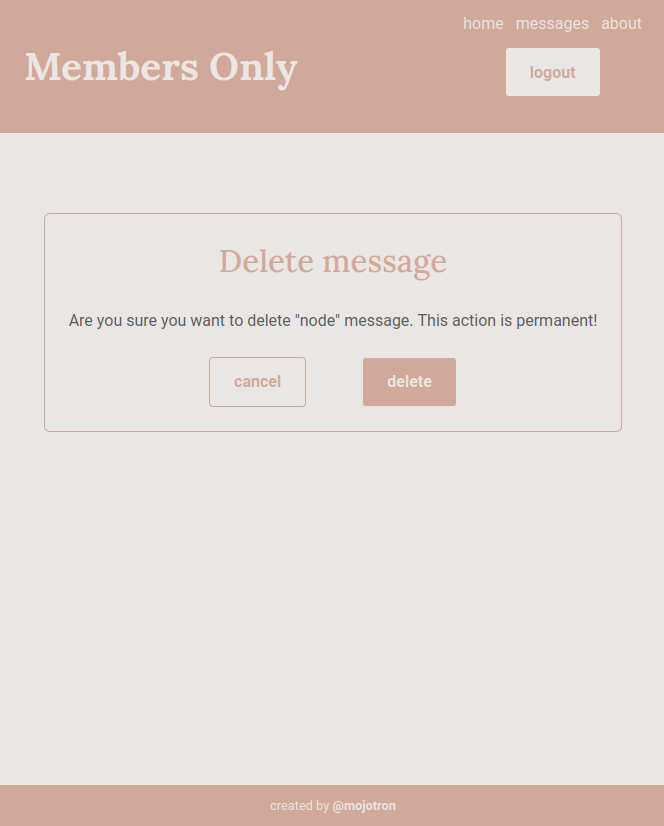 home messages about
Members Only
logout
Delete message
Are you sure you want to delete "node" message. This action is permanent!
cancel delete
created by @mojotron